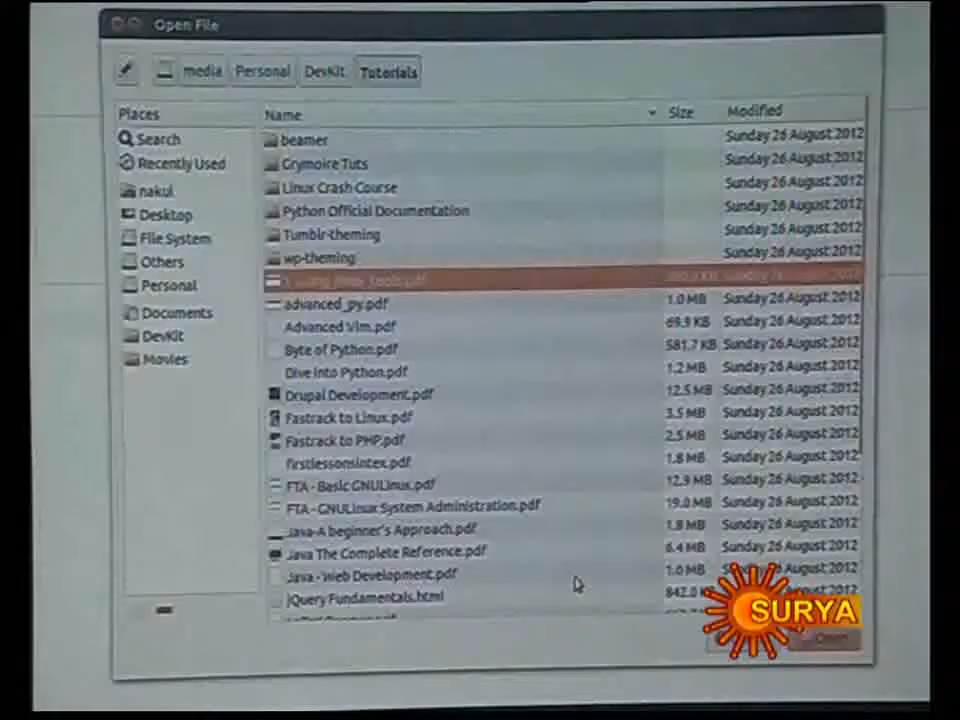 Open File
media Personal DevKit Tutorials
Places
Search
Recently Used
nakul
Desktop
File System
Others
Personal
Documents
DevKit
Movies
Name Size Modified
beamer Sunday 26 August 2012
Grymoire Tuts Sunday 26 August 2012
Linux Crash Course Sunday 26 August 2012
Python Official Documentation Sunday 26 August 2012
Tumblr-theming Sunday 26 August 2012
wp-theming Sunday 26 August 2012
advanced_py.pdf 1.0 MB Sunday 26 August 2012
Advanced Vim.pdf 69.9 KB Sunday 26 August 2012
Byte of Python.pdf 581.7 KB Sunday 26 August 2012
Dive into Python.pdf 1.2 MB Sunday 26 August 2012
Drupal Development.pdf 12.5 MB Sunday 26 August 2012
Fastrack to Linux.pdf 3.5 MB Sunday 26 August 2012
Fastrack to PHP.pdf 2.5 MB Sunday 26 August 2012
firstlessonsintex.pdf 1.8 MB Sunday 26 August 2012
FTA - Basic GNULinux.pdf 12.9 MB Sunday 26 August 2012
FTA - GNULinux System Administration.pdf 19.0 MB Sunday 26 August 2012
Java-A beginner's Approach.pdf 1.8 MB Sunday 26 August 2012
Java The Complete Reference.pdf 6.4 MB Sunday 26 August 2012
Java - Web Development.pdf 1.0 MB Sunday 26 August 2012
jQuery Fundamentals.html 842.0
SURYA
Open